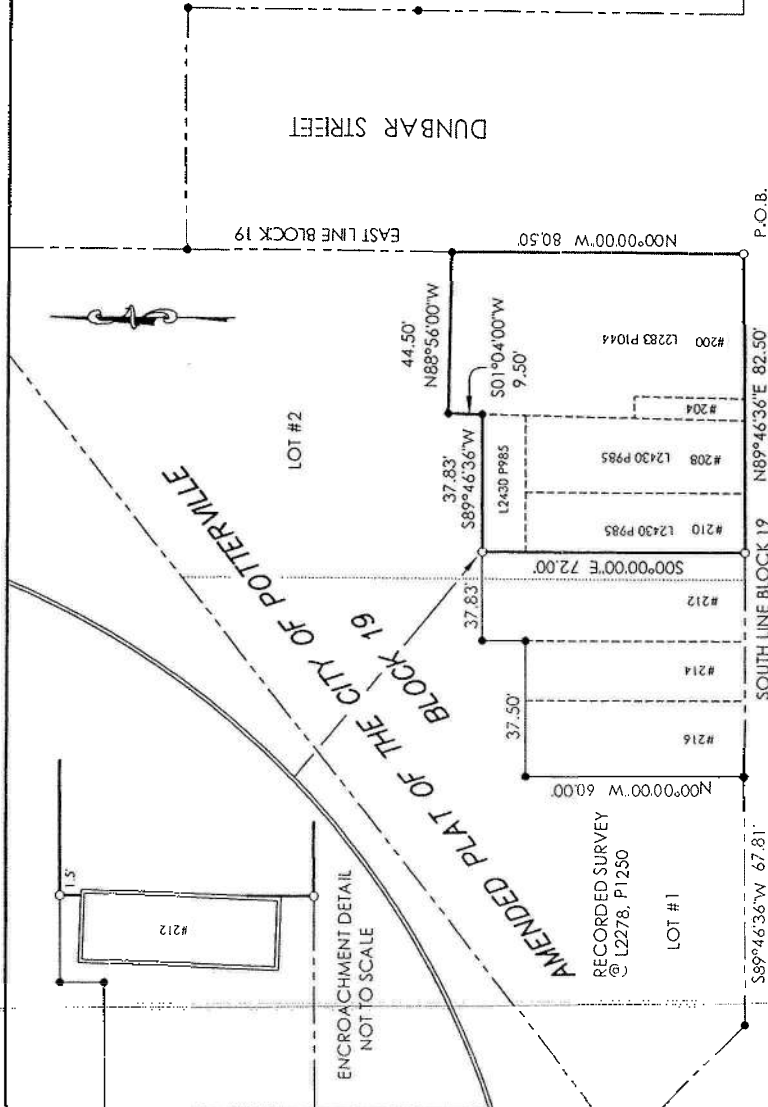 DUNBAR STREET
EAST LINE BLOCK 19
N00°00'00"W 80.50'
P.O.B.
44.50'
N88°56'00"W
S01°04'00"W
9.50'
LOT #2
37.83'
S89°46'36"W
L2430 P985
#200 L2283 P1044
#204
#208 L2430 P985
#210 L2430 P985
N89°46'36"E 82.50'
S00°00'00"E 72.00'
37.83'
#212
#214
37.50'
#216
SOUTH LINE BLOCK 19
N00°00'00"W 60.00'
AMENDED PLAT OF THE CITY OF POTTERVILLE
BLOCK 19
RECORDED SURVEY
@ L2278, P1250
LOT #1
S89°46'36"W 67.81'
1.5'
#212
ENCROACHMENT DETAIL
NOT TO SCALE